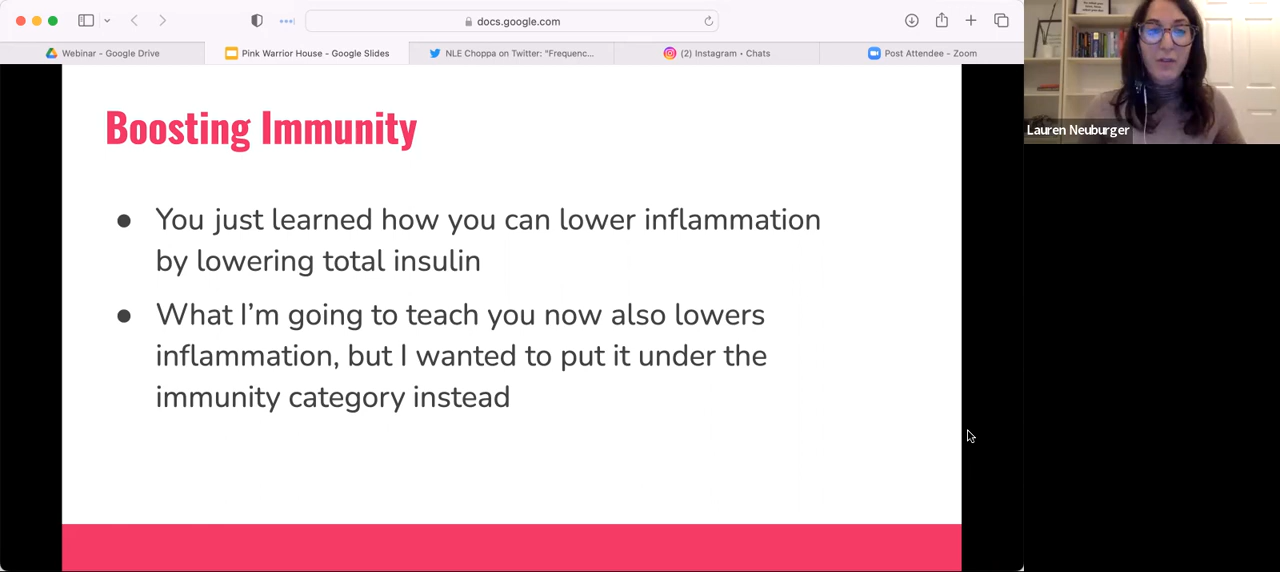 docs.google.com
Webinar - Google Drive
Pink Warrior House - Google Slides
NLE Choppa on Twitter: "Frequenc...
(2) Instagram • Chats
Post Attendee - Zoom
Lauren Neuburger
Boosting Immunity
● You just learned how you can lower inflammation
by lowering total insulin
● What I'm going to teach you now also lowers
inflammation, but I wanted to put it under the
immunity category instead